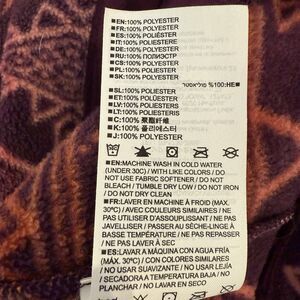 ■EN:100% POLYESTER
■FR:100% POLYESTER
■ES:100% POLIÉSTER
■IT:100% POLIESTERE
■DE:100% POLYESTER
■RU:100% ПОЛИЭСТР
■CS:100% POLYESTER
■PL:100% POLIESTER
■SK:100% POLYESTER
■HE:100% פוליאסטר
■SL:100% POLIESTER
■ET:100% POLÜESTER
■LV:100% POLIESTERS
■LT:100% POLIESTERIS
■C:100% 聚酯纤维
■K:100% 폴리에스터
■J:100% POLYESTER
■EN:MACHINE WASH IN COLD WATER
(UNDER 30C) / WITH LIKE COLORS / DO
NOT USE FABRIC SOFTENER / DO NOT
BLEACH / TUMBLE DRY LOW / DO NOT IRON
/ DO NOT DRY CLEAN
■FR:LAVER EN MACHINE À FROID (MAX.
30ºC) / AVEC COULEURS SIMILAIRES / NE
PAS UTILISER D'ASSOUPLISSANT / NE PAS
JAVELLISER / PASSER AU SÈCHE-LINGE À
BASSE TEMPÉRATURE / NE PAS REPASSER
/ NE PAS LAVER À SEC
■ES:LAVAR A MÁQUINA CON AGUA FRÍA
(MÁX. 30ºC) / CON COLORES SIMILARES /
NO USAR SUAVIZANTE / NO USAR LEJÍA /
SECADORA A TEMPERATURA BAJA / NO
PLANCHAR / NO LAVAR EN SECO